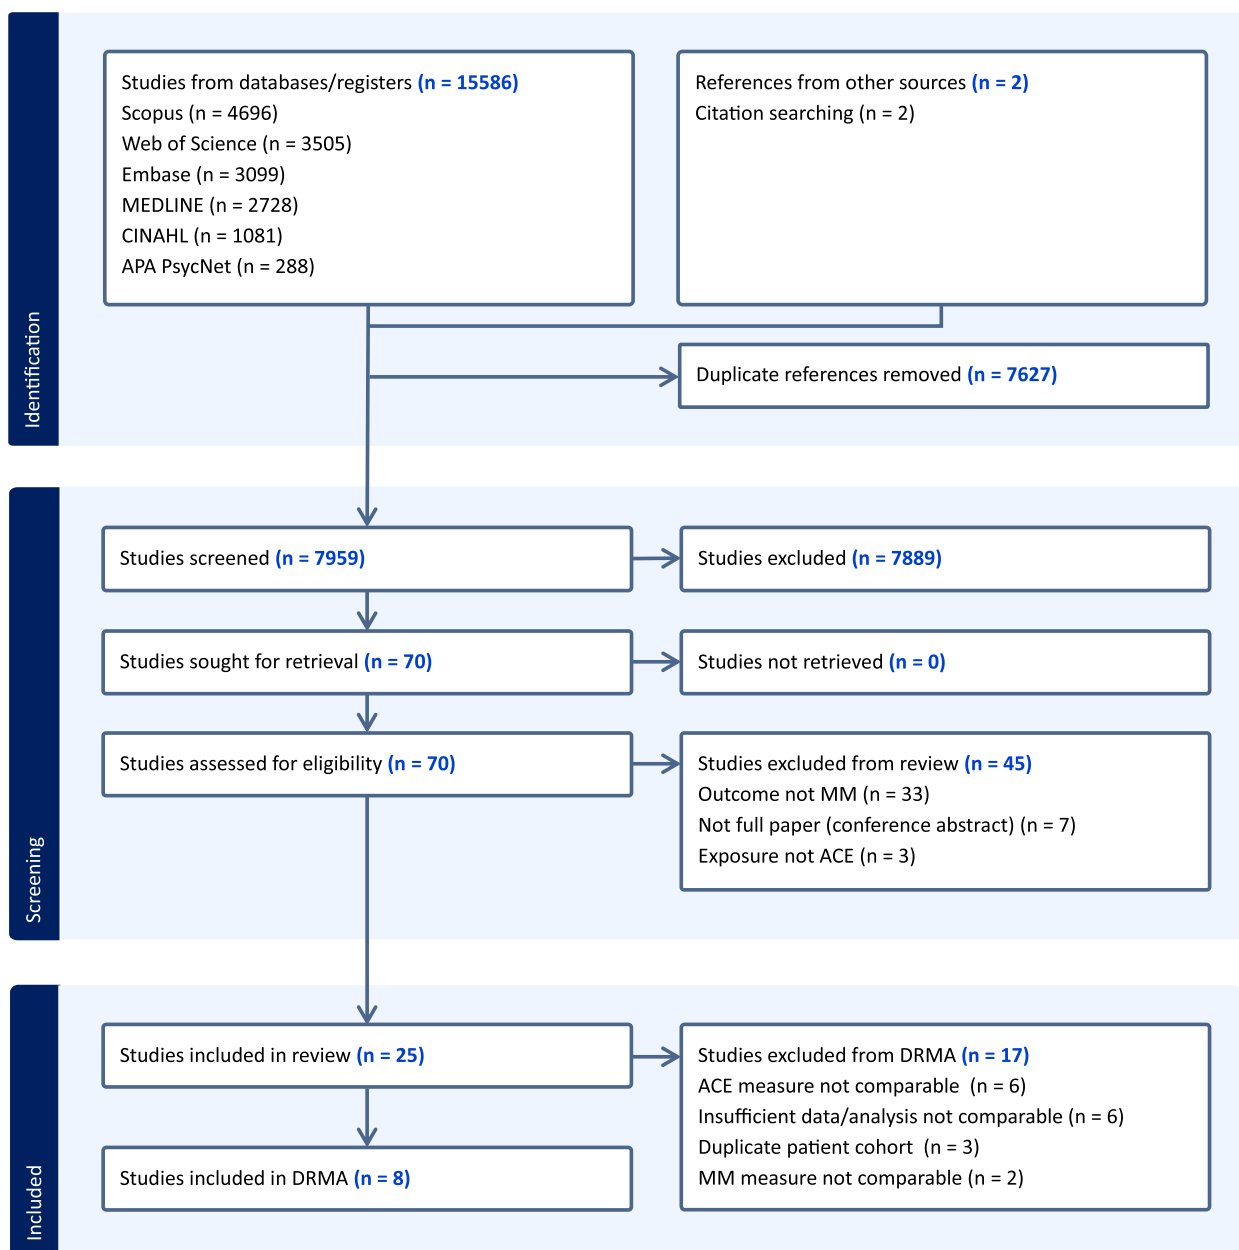 Identification
Studies from databases/registers (n = 15586)
Scopus (n = 4696)
Web of Science (n = 3505)
Embase (n = 3099)
MEDLINE (n = 2728)
CINAHL (n = 1081)
APA PsycNet (n = 288)
References from other sources (n = 2)
Citation searching (n = 2)
Duplicate references removed (n = 7627)
Screening
Studies screened (n = 7959)
Studies excluded (n = 7889)
Studies sought for retrieval (n = 70)
Studies not retrieved (n = 0)
Studies assessed for eligibility (n = 70)
Studies excluded from review (n = 45)
Outcome not MM (n = 33)
Not full paper (conference abstract) (n = 7)
Exposure not ACE (n = 3)
Included
Studies included in review (n = 25)
Studies excluded from DRMA (n = 17)
ACE measure not comparable (n = 6)
Insufficient data/analysis not comparable (n = 6)
Duplicate patient cohort (n = 3)
MM measure not comparable (n = 2)
Studies included in DRMA (n = 8)